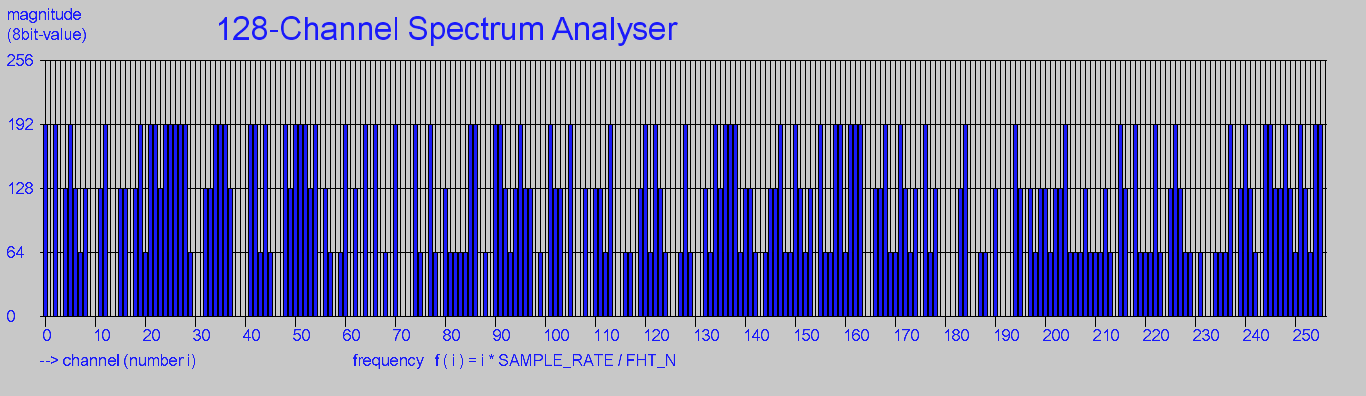 magnitude
(8bit-value)
128-Channel Spectrum Analyser
256
192
128
64
0
0 10 20 30 40 50 60 70 80 90 100 110 120 130 140 150 160 170 180 190 200 210 220 230 240 250
--> channel (number i)
frequency f ( i ) = i * SAMPLE_RATE / FHT_N